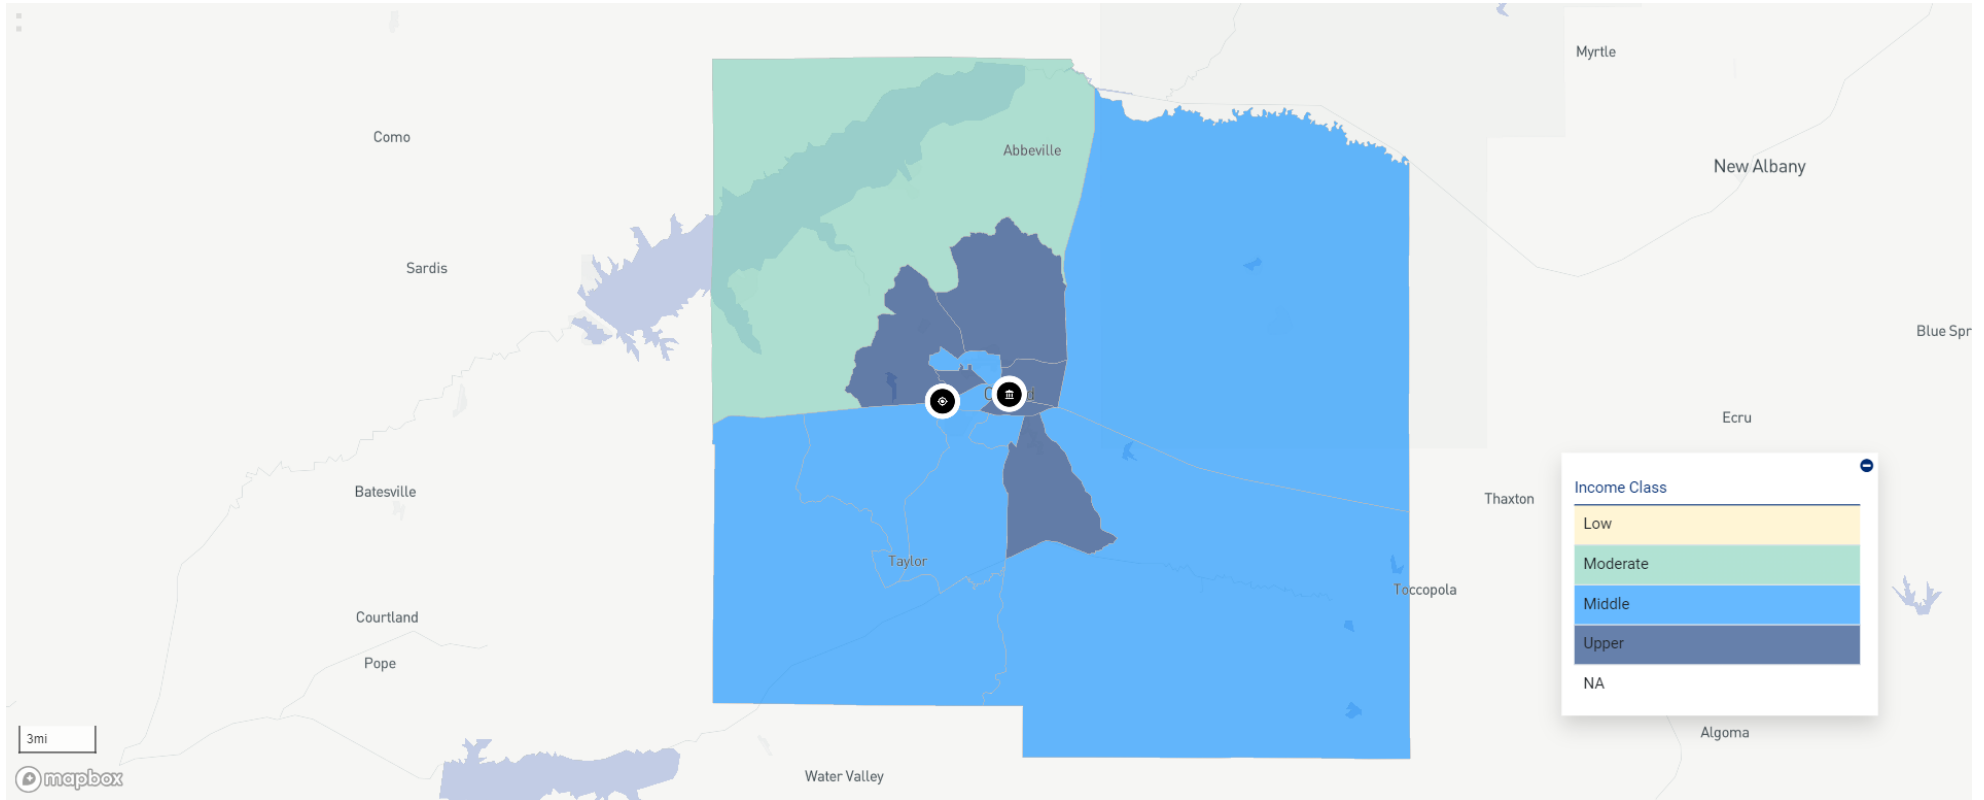 Myrtle
Como
Abbeville
New Albany
Sardis
Blue Spr
Ecru
Batesville
Thaxton
Taylor
Toccopola
Courtland
Pope
Algoma
Water Valley
3mi
mapbox
Income Class
Low
Moderate
Middle
Upper
NA